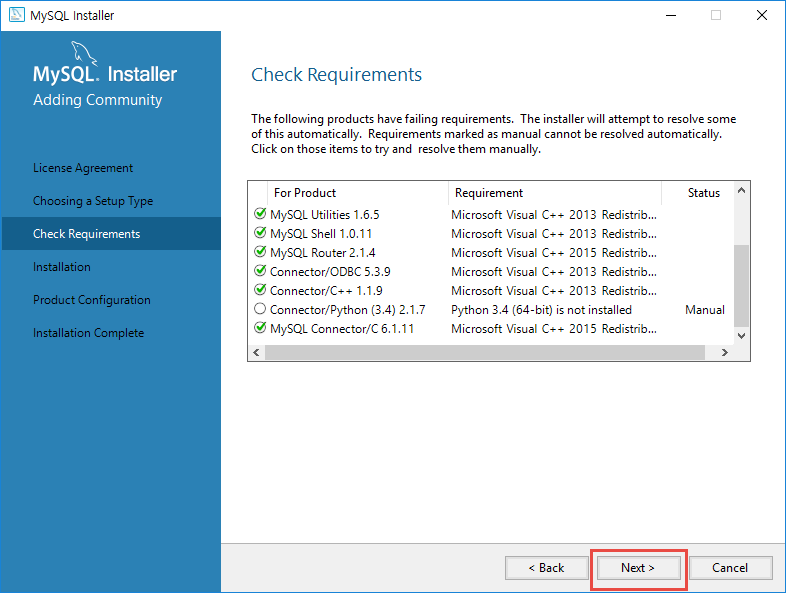 MySQL Installer
MySQL. Installer
Adding Community
License Agreement
Choosing a Setup Type
Check Requirements
Installation
Product Configuration
Installation Complete
Check Requirements
The following products have failing requirements.  The installer will attempt to resolve some
of this automatically.  Requirements marked as manual cannot be resolved automatically.
Click on those items to try and  resolve them manually.
For Product Requirement Status
MySQL Utilities 1.6.5 Microsoft Visual C++ 2013 Redistrib...
MySQL Shell 1.0.11 Microsoft Visual C++ 2013 Redistrib...
MySQL Router 2.1.4 Microsoft Visual C++ 2015 Redistrib...
Connector/ODBC 5.3.9 Microsoft Visual C++ 2013 Redistrib...
Connector/C++ 1.1.9 Microsoft Visual C++ 2013 Redistrib...
Connector/Python (3.4) 2.1.7 Python 3.4 (64-bit) is not installed Manual
MySQL Connector/C 6.1.11 Microsoft Visual C++ 2015 Redistrib...
< Back Next > Cancel